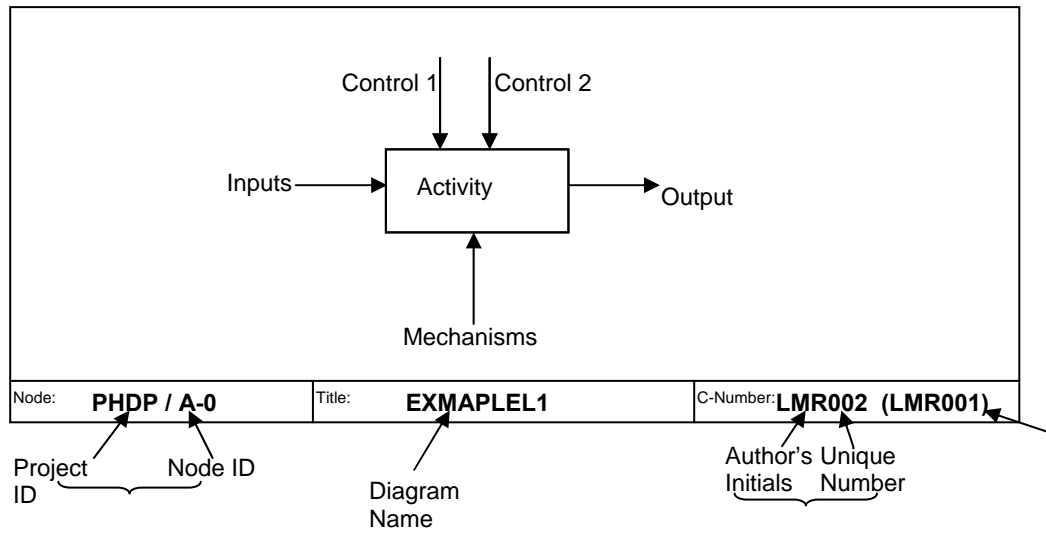 Control 1
Control 2
Inputs
Activity
Output
Mechanisms
Node: PHDP / A-0
Title: EXMAPLEL1
C-Number: LMR002 (LMR001)
Project
ID
Node ID
Diagram
Name
Author's
Initials
Unique
Number